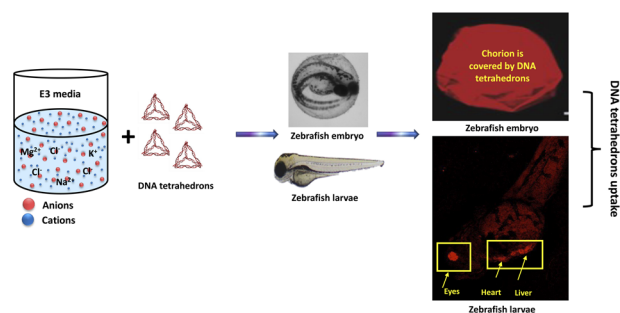 E3 media
Mg2+
Cl-
K+
Cl-
Cl-
Na2+
Anions
Cations
+
DNA tetrahedrons
Zebrafish embryo
Zebrafish larvae
Chorion is
covered by DNA
tetrahedrons
Zebrafish embryo
Eyes
Heart
Liver
Zebrafish larvae
DNA tetrahedrons uptake